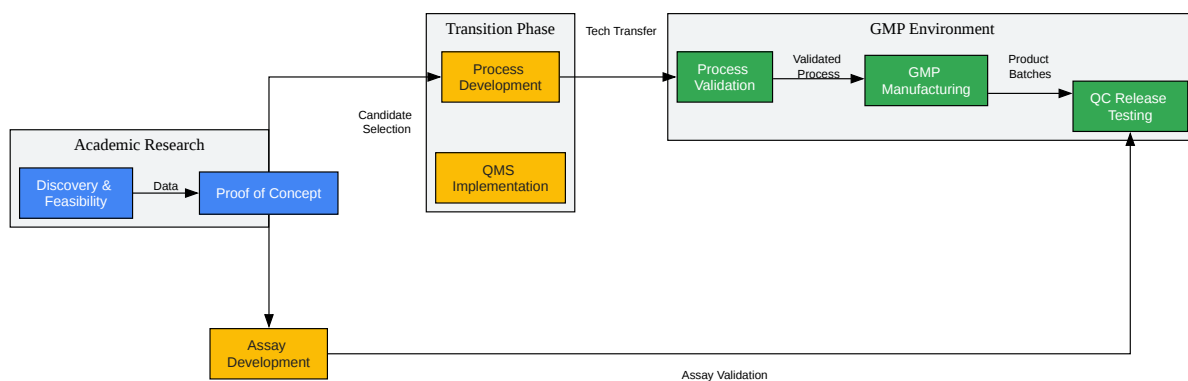 Transition Phase
GMP Environment
Tech Transfer
Process
Development
Process
Validation
Validated
Process
GMP
Manufacturing
Product
Batches
QC Release
Testing
Candidate
Selection
Academic Research
Discovery &
Feasibility
Data
Proof of Concept
QMS
Implementation
Assay
Development
Assay Validation